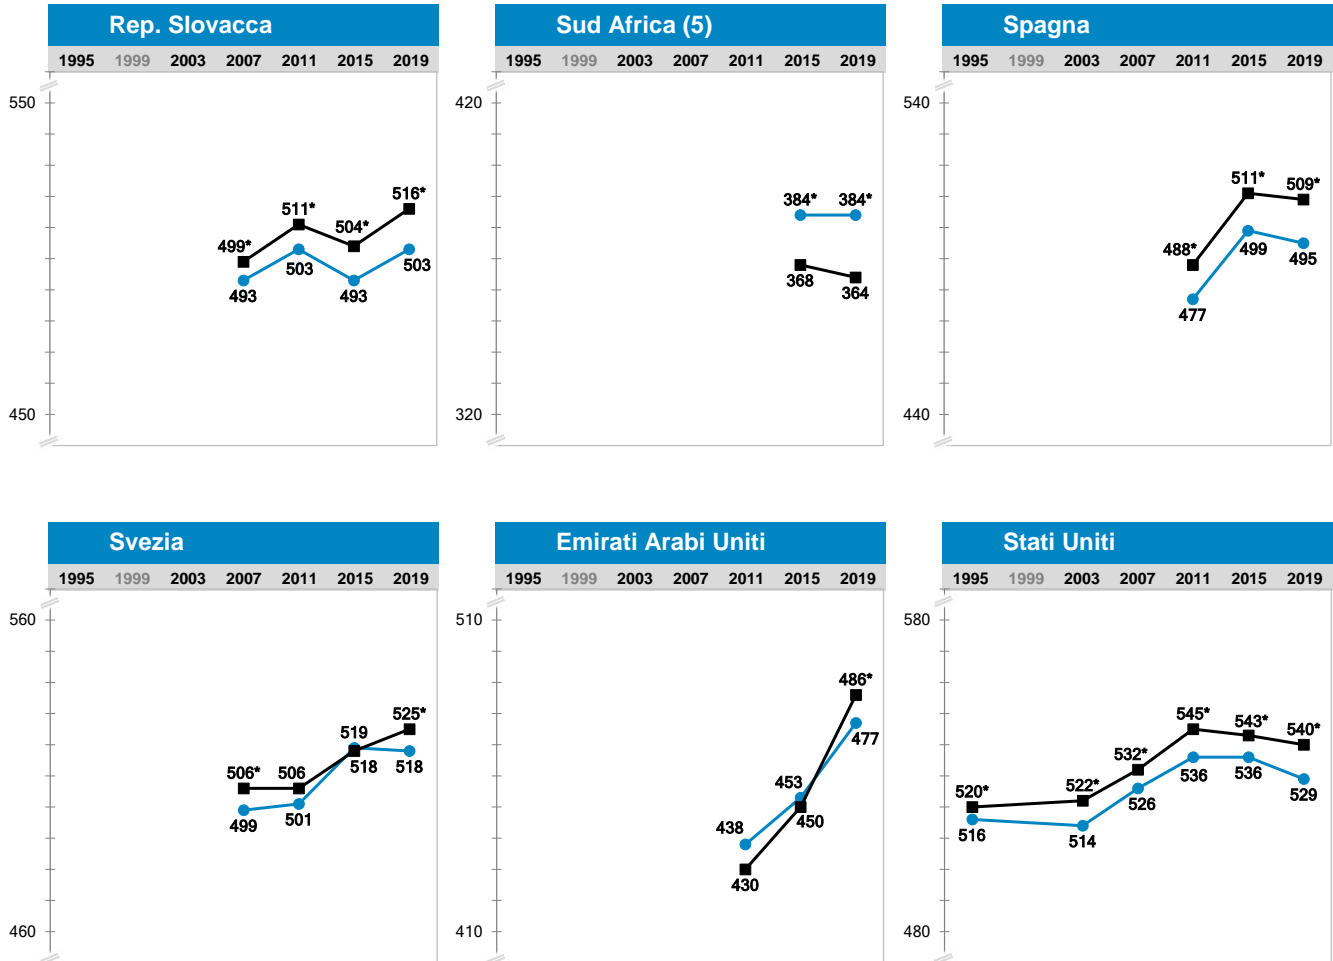 Rep. Slovacca
Sud Africa (5)
Spagna
1995 1999 2003 2007 2011 2015 2019
1995 1999 2003 2007 2011 2015 2019
1995 1999 2003 2007 2011 2015 2019
550
499* 511* 504* 516*
493 503 493 503
450
420
384* 384*
368 364
320
540
488* 511* 509*
477 499 495
440
Svezia
Emirati Arabi Uniti
Stati Uniti
1995 1999 2003 2007 2011 2015 2019
1995 1999 2003 2007 2011 2015 2019
1995 1999 2003 2007 2011 2015 2019
560
506* 506 519 525*
499 501 518 518
460
510
438 453 486*
430 450 477
410
580
520* 522* 532* 545* 543* 540*
516 514 526 536 536 529
480